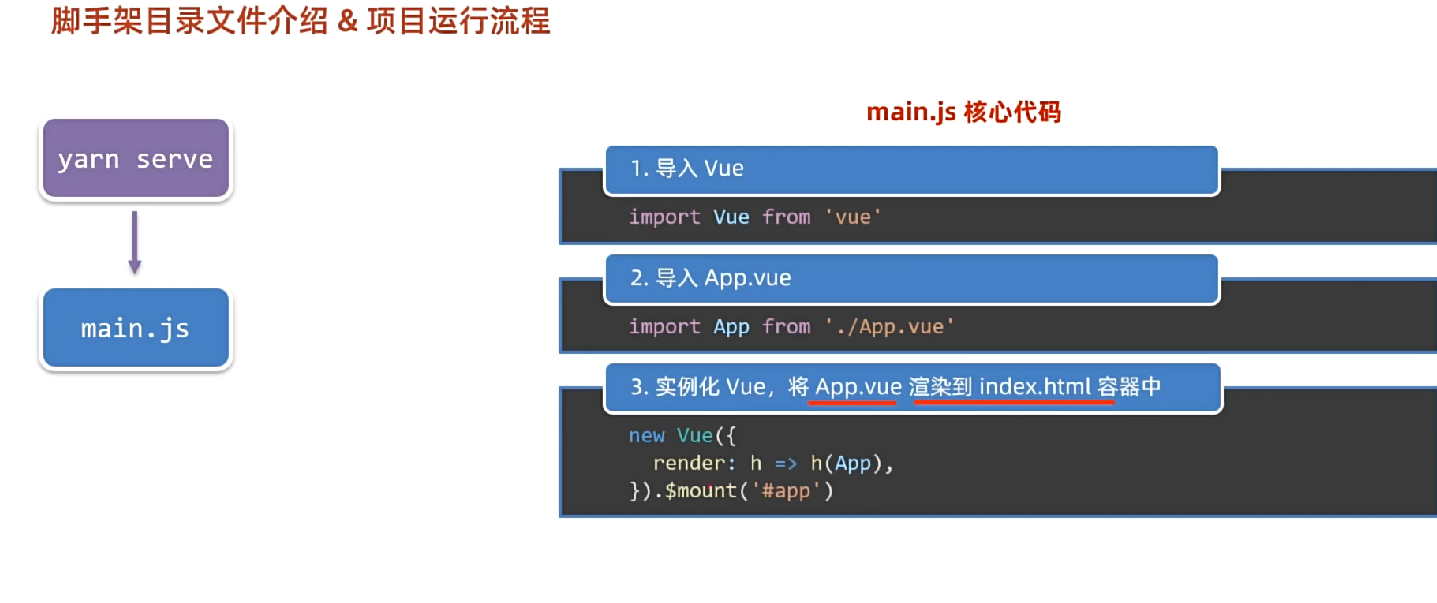 脚手架目录文件介绍 & 项目运行流程
yarn serve
main.js
main.js 核心代码
1. 导入 Vue
import Vue from 'vue'
2. 导入 App.vue
import App from './App.vue'
3. 实例化 Vue，将 App.vue 渲染到 index.html 容器中
new Vue({
  render: h => h(App),
}).$mount('#app')